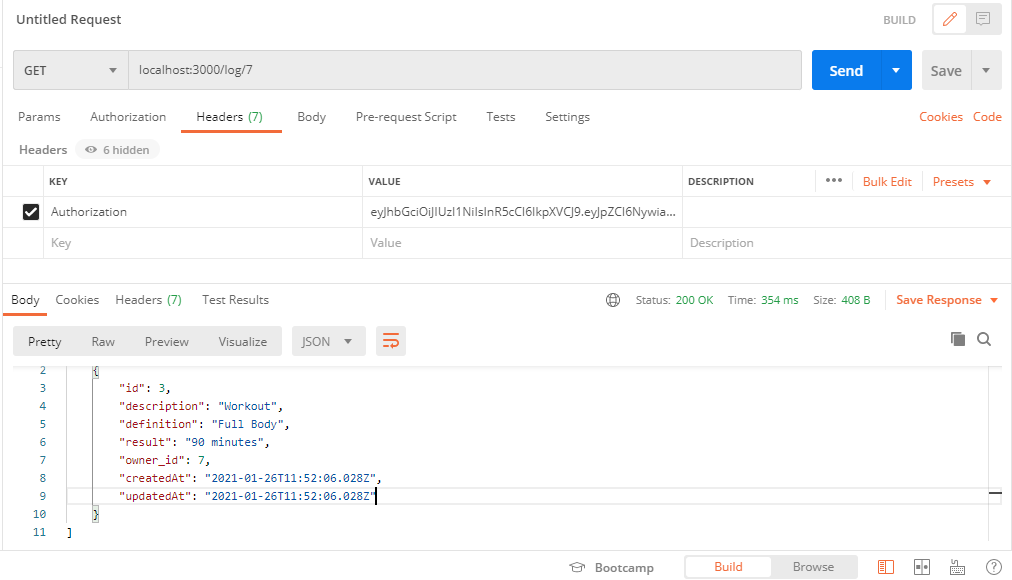 Untitled Request BUILD
GET localhost:3000/log/7 Send Save
Params Authorization Headers (7) Body Pre-request Script Tests Settings Cookies Code
Headers 6 hidden
KEY VALUE DESCRIPTION ••• Bulk Edit Presets
Authorization eyJhbGciOiJIUzI1NiIsInR5cCI6IkpXVCJ9.eyJpZCI6Nywia...
Key Value Description
Body Cookies Headers (7) Test Results Status: 200 OK Time: 354 ms Size: 408 B Save Response
Pretty Raw Preview Visualize JSON
2 {
3 "id": 3,
4 "description": "Workout",
5 "definition": "Full Body",
6 "result": "90 minutes",
7 "owner_id": 7,
8 "createdAt": "2021-01-26T11:52:06.028Z",
9 "updatedAt": "2021-01-26T11:52:06.028Z"
10 }
11 ]
Bootcamp Build Browse ?